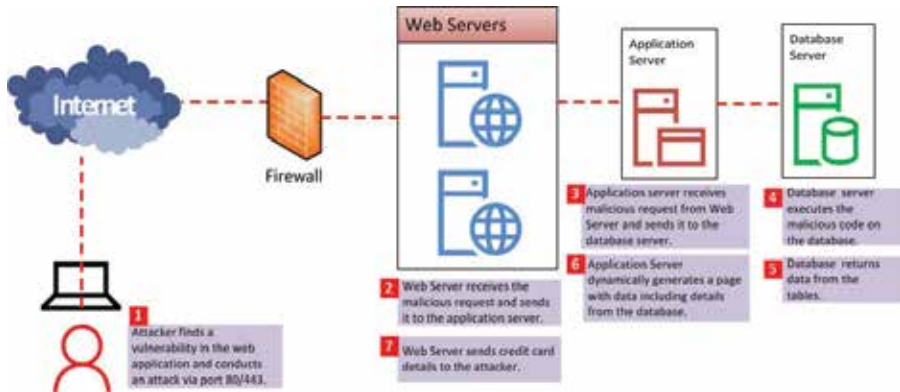 Web Servers
Application
Server
Database
Server
Internet
Firewall
1
Attacker finds a
vulnerability in the web
application and conducts
an attack via port 80/443.
2
Web Server receives the
malicious request and sends
it to the application server.
3
Application server receives
malicious request from Web
Server and sends it to the
database server.
4
Database server
executes the
malicious code on
the database.
5
Database returns
data from the
tables.
6
Application Server
dynamically generates a page
with data including details
from the database.
7
Web Server sends credit card
details to the attacker.